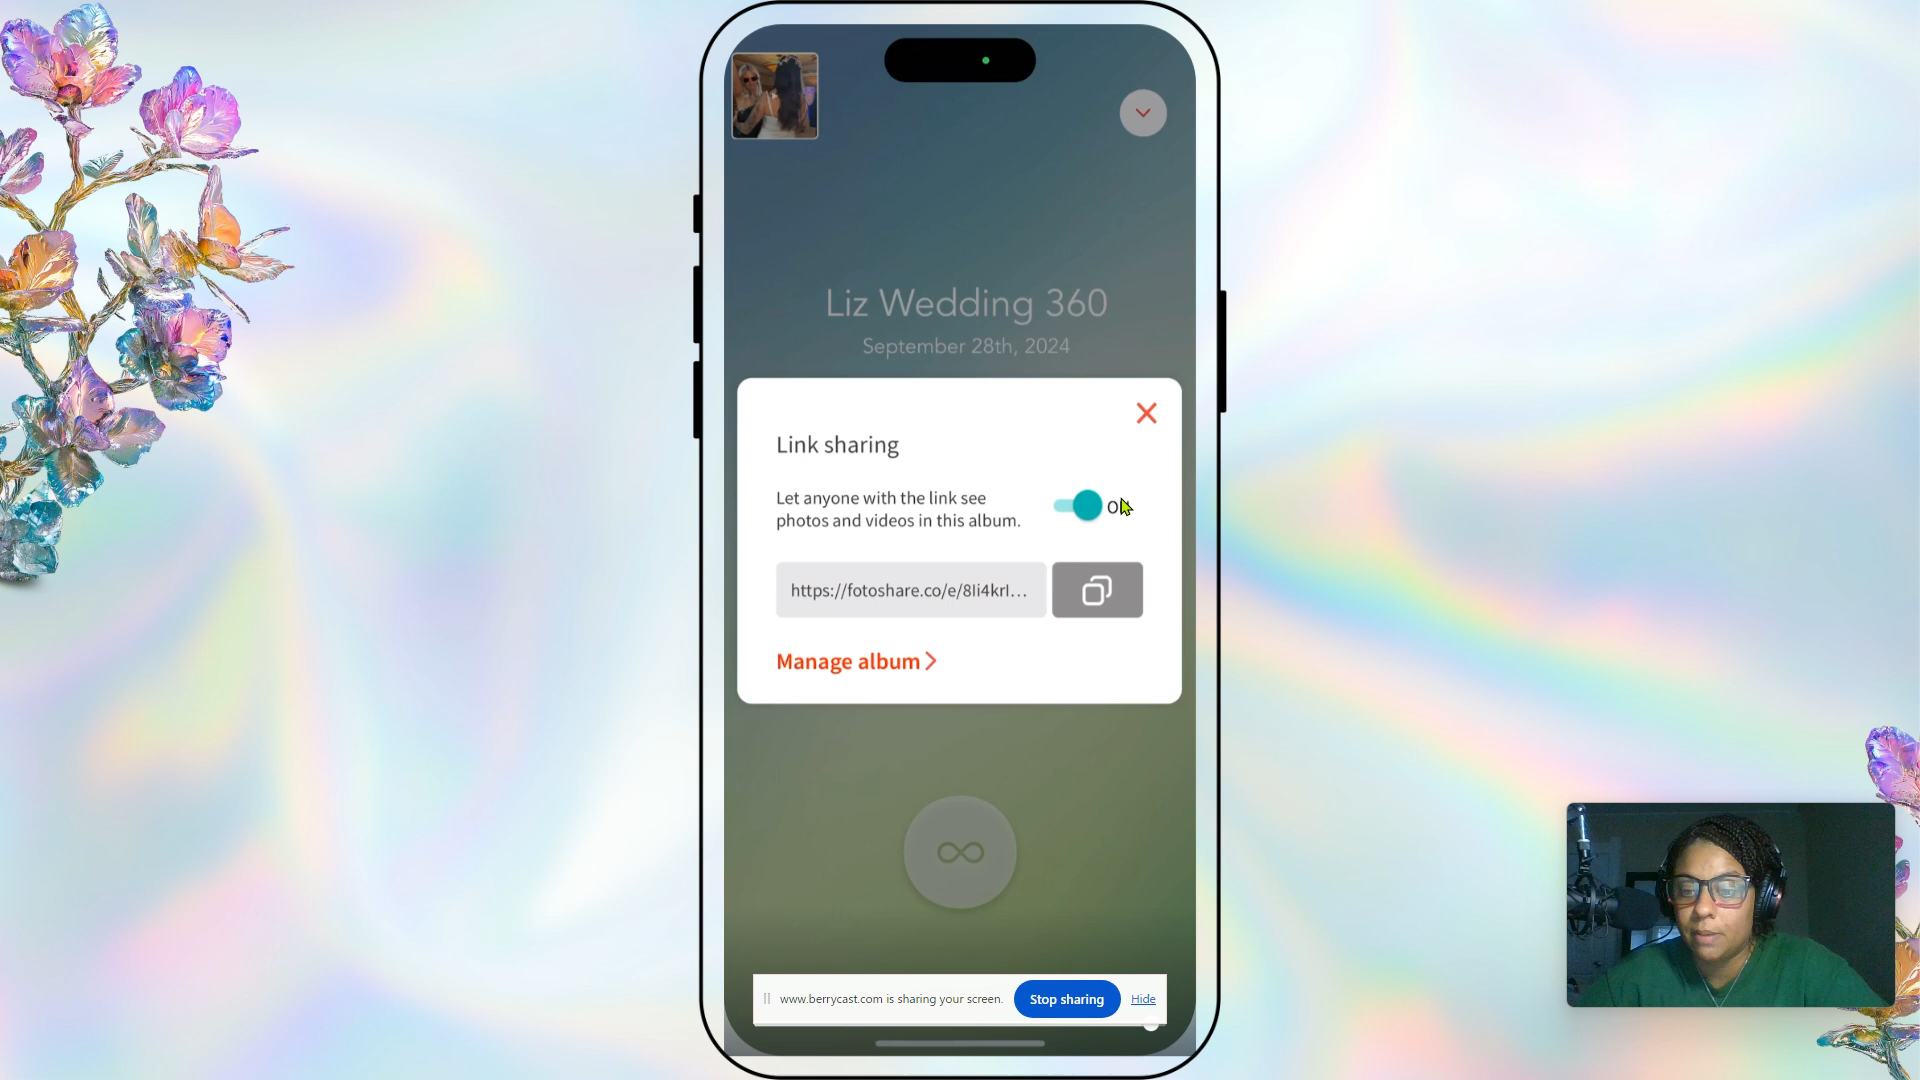 Liz Wedding 360
September 28th, 2024
Link sharing
Let anyone with the link see
photos and videos in this album.
https://fotoshare.co/e/8li4krl...
Manage album
www.berrycast.com is sharing your screen.
Stop sharing
Hide